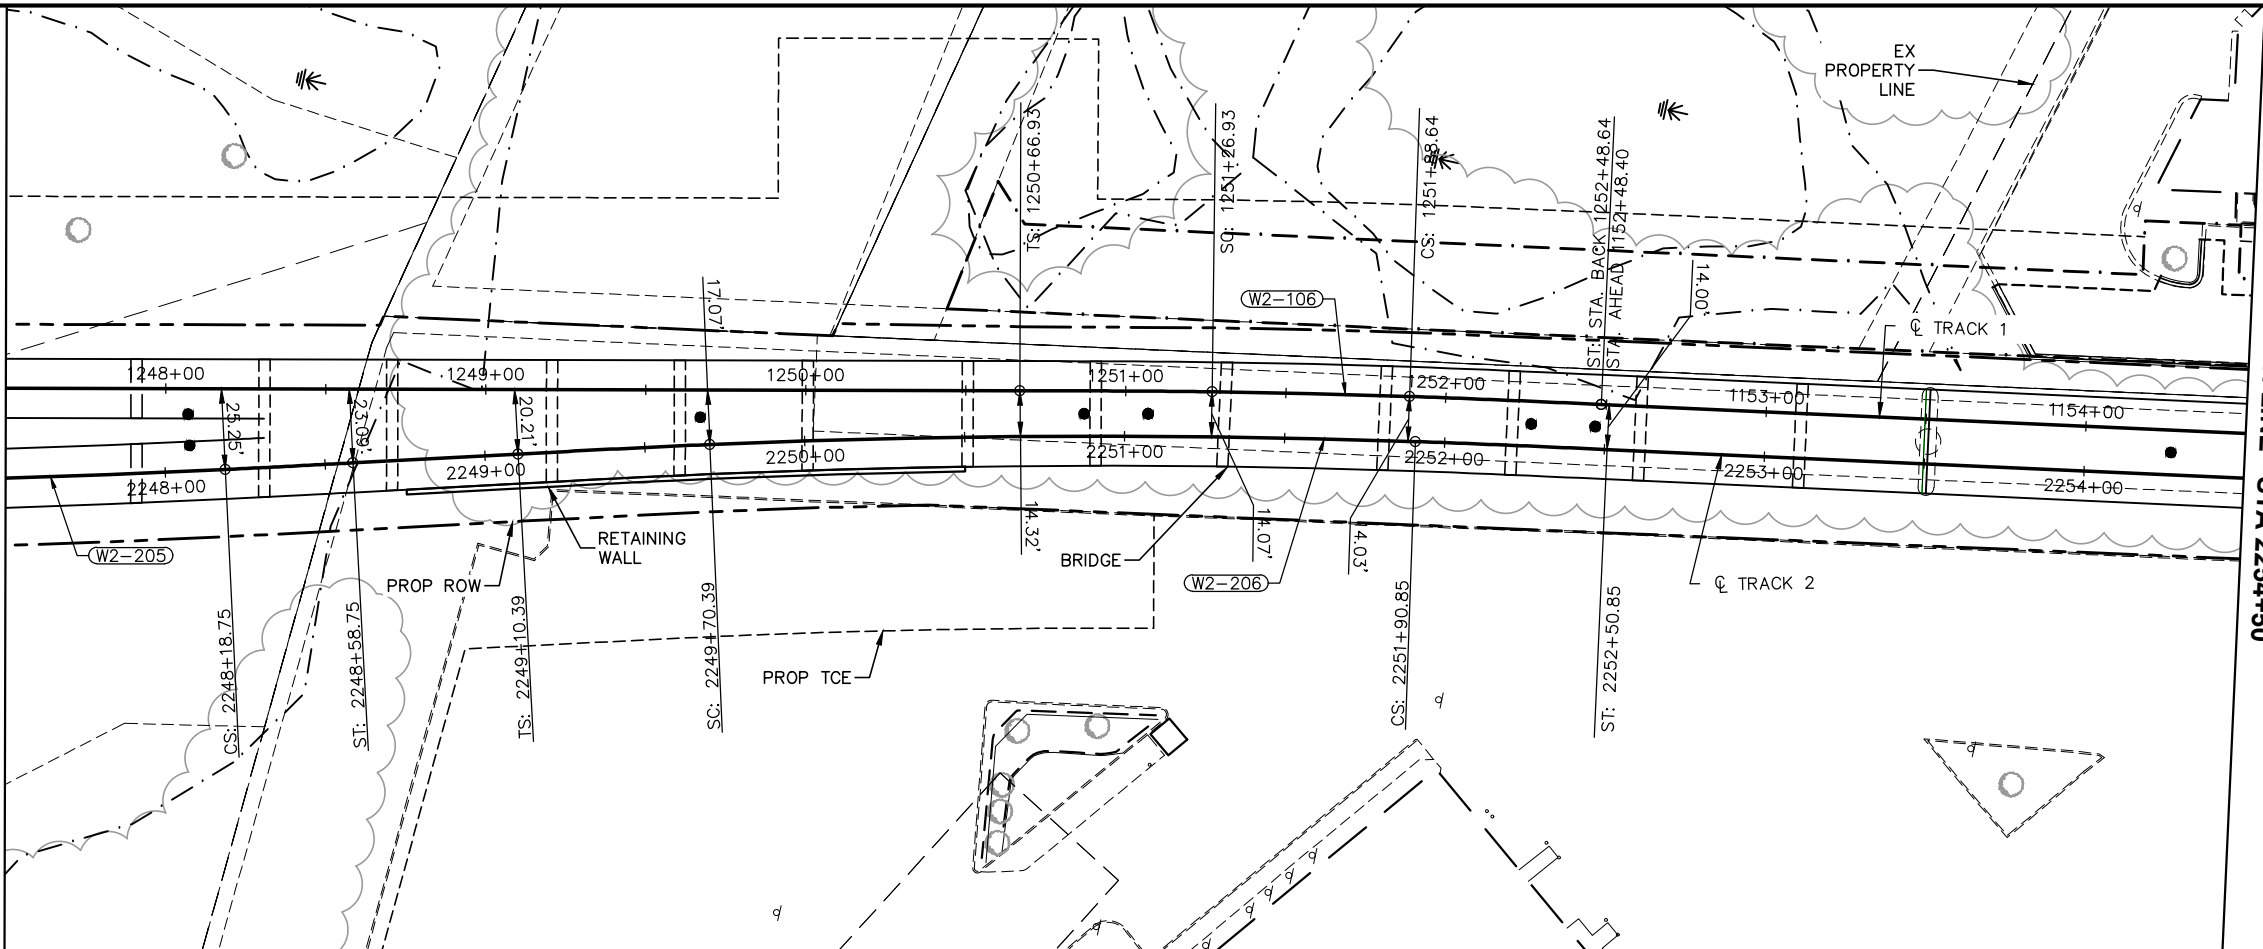 EX
PROPERTY
LINE
TS: 1250+66.93
SC: 1251+26.93
CS: 1251+88.64
ST: STA. BACK 1252+48.64
STA. AHEAD 1152+48.40
17.07'
14.00'
W2-106
℄ TRACK 1
1248+00
1249+00
1250+00
1251+00
1252+00
1153+00
1154+00
25.25'
23.09'
20.21'
2248+00
2249+00
2250+00
2251+00
2252+00
2253+00
2254+00
W2-205
PROP ROW
RETAINING
WALL
14.32'
BRIDGE
14.07'
14.03'
W2-206
℄ TRACK 2
CS: 2248+18.75
ST: 2248+58.75
TS: 2249+10.39
SC: 2249+70.39
CS: 2251+90.85
ST: 2252+50.85
PROP TCE
STA 2254+50